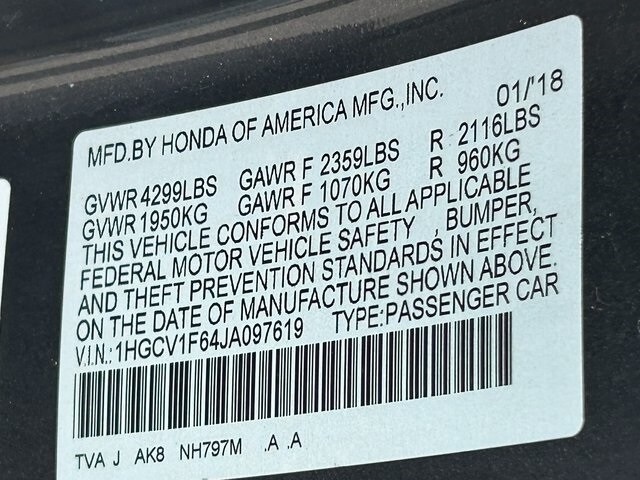 MFD.BY HONDA OF AMERICA MFG.,INC. 01/'18
GVWR 4299LBS GAWR F 2359LBS R 2116LBS
GVWR 1950KG GAWR F 1070KG R 960KG
THIS VEHICLE CONFORMS TO ALL APPLICABLE
FEDERAL MOTOR VEHICLE SAFETY , BUMPER,
AND THEFT PREVENTION STANDARDS IN EFFECT
ON THE DATE OF MANUFACTURE SHOWN ABOVE.
V.I.N.:1HGCV1F64JA097619 TYPE:PASSENGER CAR
TVA J AK8 NH797M .A .A